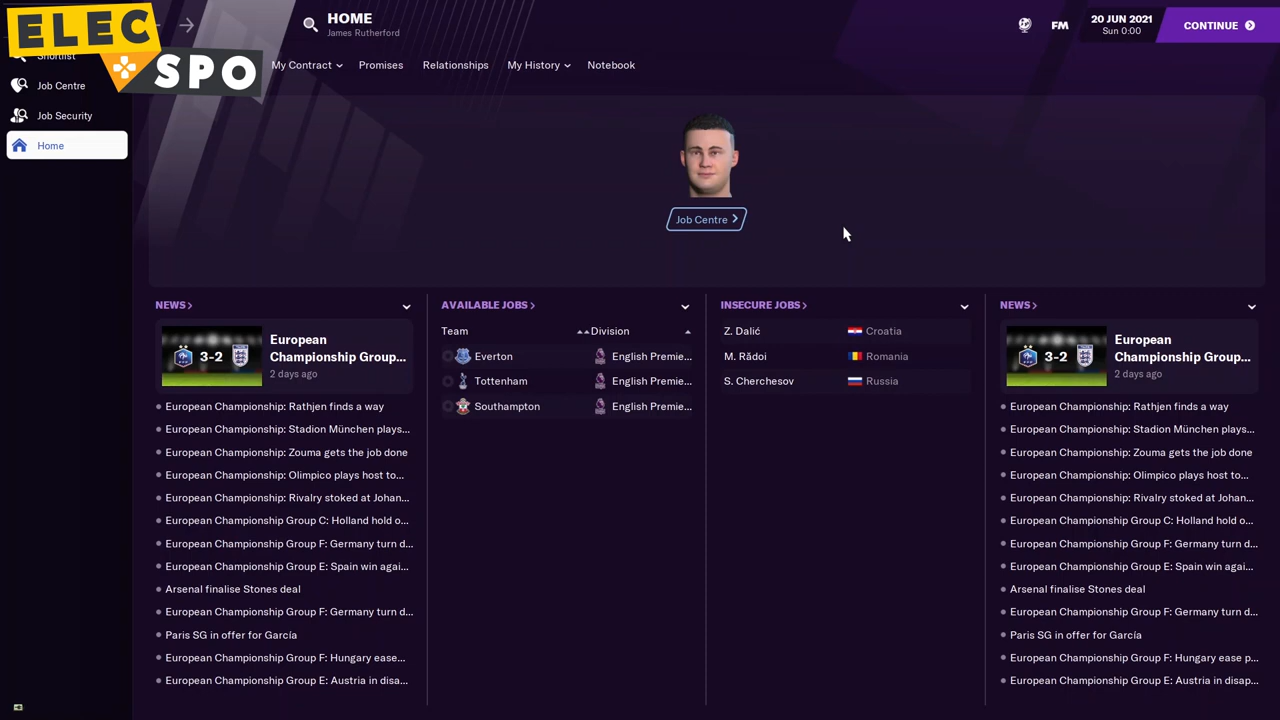 ELEC
SPO
HOME
James Rutherford
FM
20 JUN 2021
Sun 0:00
CONTINUE
Shortlist
Job Centre
Job Security
Home
My Contract
Promises
Relationships
My History
Notebook
Job Centre
NEWS
3-2
European
Championship Group...
2 days ago
European Championship: Rathjen finds a way
European Championship: Stadion München plays...
European Championship: Zouma gets the job done
European Championship: Olimpico plays host to...
European Championship: Rivalry stoked at Johan...
European Championship Group C: Holland hold o...
European Championship Group F: Germany turn d...
European Championship Group E: Spain win agai...
Arsenal finalise Stones deal
European Championship Group F: Germany turn d...
Paris SG in offer for García
European Championship Group F: Hungary ease...
European Championship Group E: Austria in disa...
AVAILABLE JOBS
Team Division
Everton English Premie...
Tottenham English Premie...
Southampton English Premie...
INSECURE JOBS
Z. Dalić Croatia
M. Rădoi Romania
S. Cherchesov Russia
NEWS
3-2
European
Championship Group...
2 days ago
European Championship: Rathjen finds a way
European Championship: Stadion München plays...
European Championship: Zouma gets the job done
European Championship: Olimpico plays host to...
European Championship: Rivalry stoked at Johan...
European Championship Group C: Holland hold o...
European Championship Group F: Germany turn d...
European Championship Group E: Spain win agai...
Arsenal finalise Stones deal
European Championship Group F: Germany turn d...
Paris SG in offer for García
European Championship Group F: Hungary ease p...
European Championship Group E: Austria in disap...